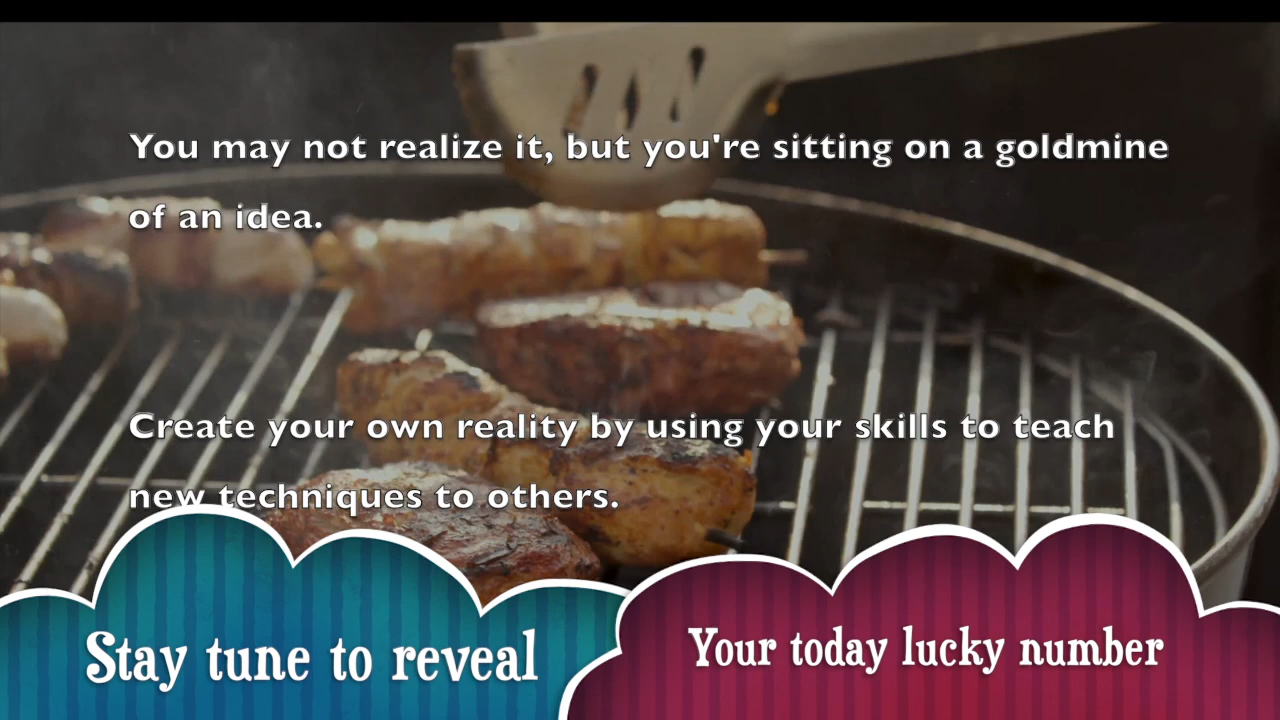 You may not realize it, but you're sitting on a goldmine
of an idea.
Create your own reality by using your skills to teach
new techniques to others.
Stay tune to reveal
Your today lucky number